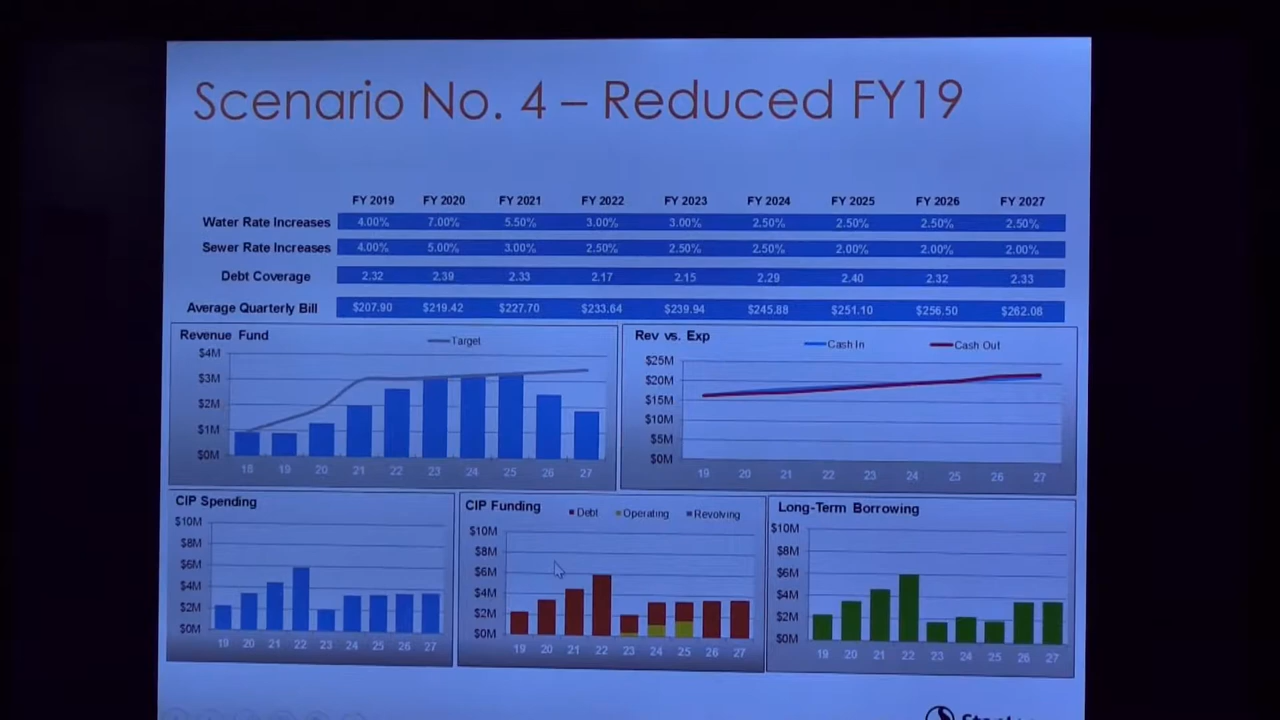 Scenario No. 4 – Reduced FY19
FY 2019 FY 2020 FY 2021 FY 2022 FY 2023 FY 2024 FY 2025 FY 2026 FY 2027
Water Rate Increases 4.00% 7.00% 5.50% 3.00% 3.00% 2.50% 2.50% 2.50% 2.50%
Sewer Rate Increases 4.00% 5.00% 3.00% 2.50% 2.50% 2.50% 2.00% 2.00% 2.00%
Debt Coverage 2.32 2.39 2.33 2.17 2.15 2.29 2.40 2.32 2.33
Average Quarterly Bill $207.90 $219.42 $227.70 $233.64 $239.94 $245.88 $251.10 $256.50 $262.08
Revenue Fund
Target
$4M
$3M
$2M
$1M
$0M
18 19 20 21 22 23 24 25 26 27
Rev vs. Exp
Cash In Cash Out
$25M
$20M
$15M
$10M
$5M
$0M
19 20 21 22 23 24 25 26 27
CIP Spending
$10M
$8M
$6M
$4M
$2M
$0M
19 20 21 22 23 24 25 26 27
CIP Funding
Debt Operating Revolving
$10M
$8M
$6M
$4M
$2M
$0M
19 20 21 22 23 24 25 26 27
Long-Term Borrowing
$10M
$8M
$6M
$4M
$2M
$0M
19 20 21 22 23 24 25 26 27